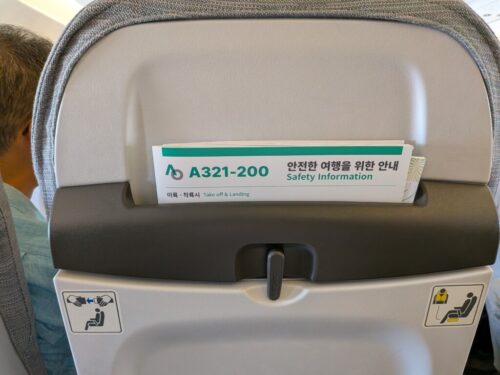 A321-200
안전한 여행을 위한 안내
Safety Information
이륙 · 착륙시 Take off & Landing